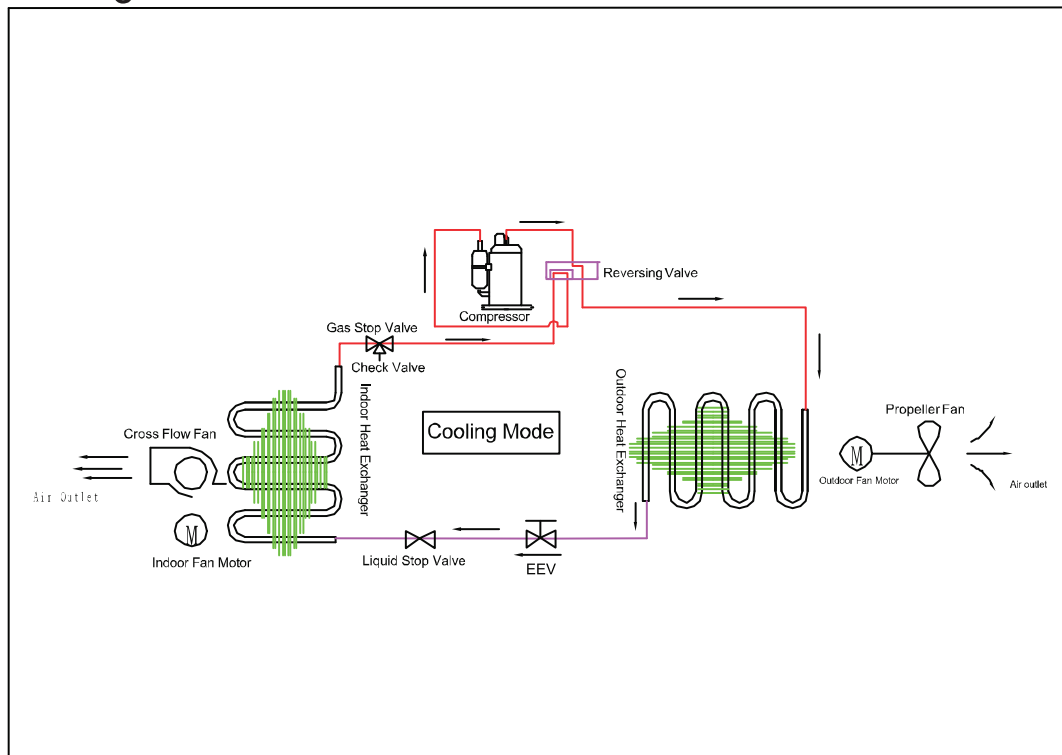 Reversing Valve
Compressor
Gas Stop Valve
Check Valve
Indoor Heat Exchanger
Outdoor Heat Exchanger
Cooling Mode
Propeller Fan
Cross Flow Fan
M
Outdoor Fan Motor
Air outlet
Air Outlet
M
Indoor Fan Motor
Liquid Stop Valve
EEV